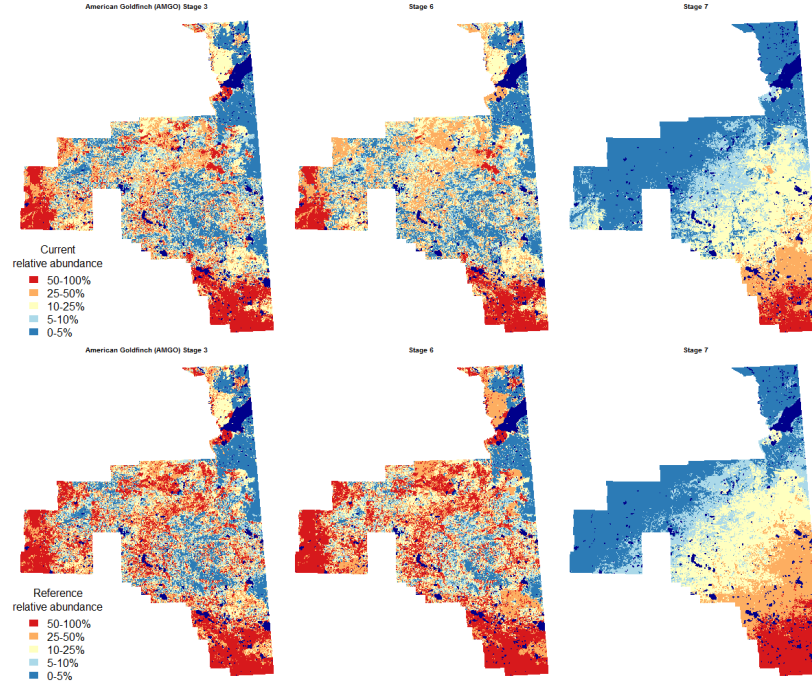 American Goldfinch (AMGO) Stage 3
Stage 6
Stage 7
Current
relative abundance
50-100%
25-50%
10-25%
5-10%
0-5%
American Goldfinch (AMGO) Stage 3
Stage 6
Stage 7
Reference
relative abundance
50-100%
25-50%
10-25%
5-10%
0-5%